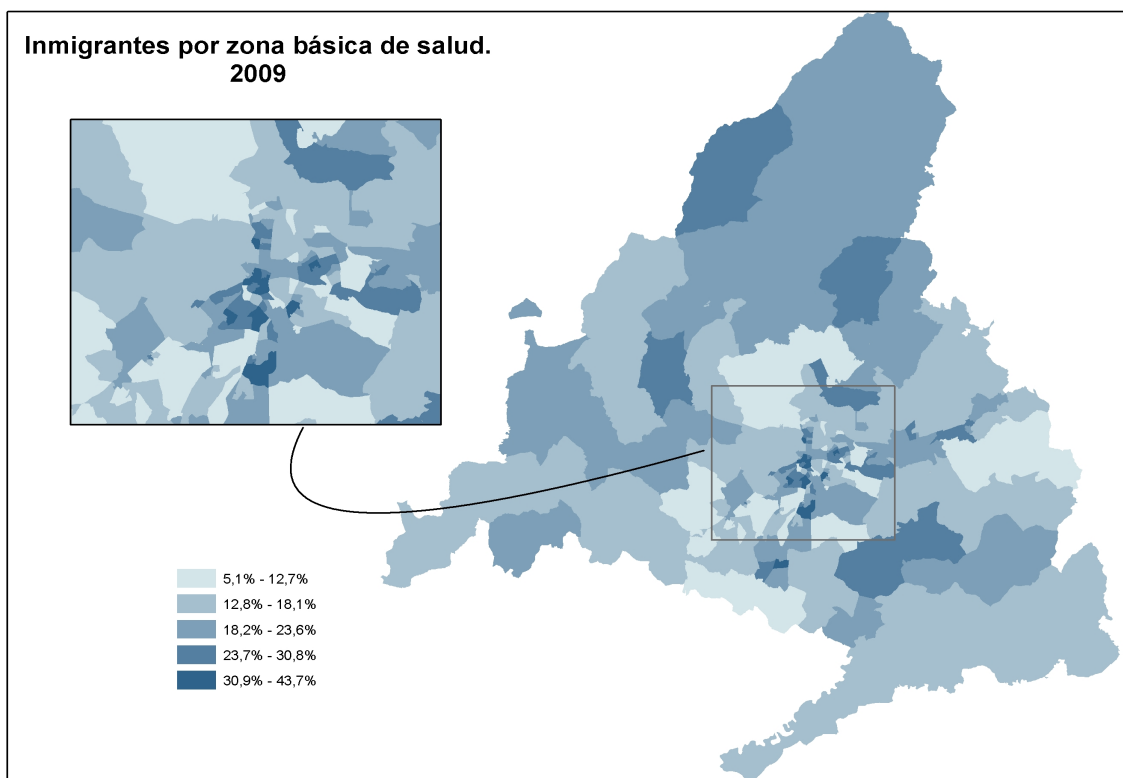 Inmigrantes por zona básica de salud.
2009
5,1% - 12,7%
12,8% - 18,1%
18,2% - 23,6%
23,7% - 30,8%
30,9% - 43,7%